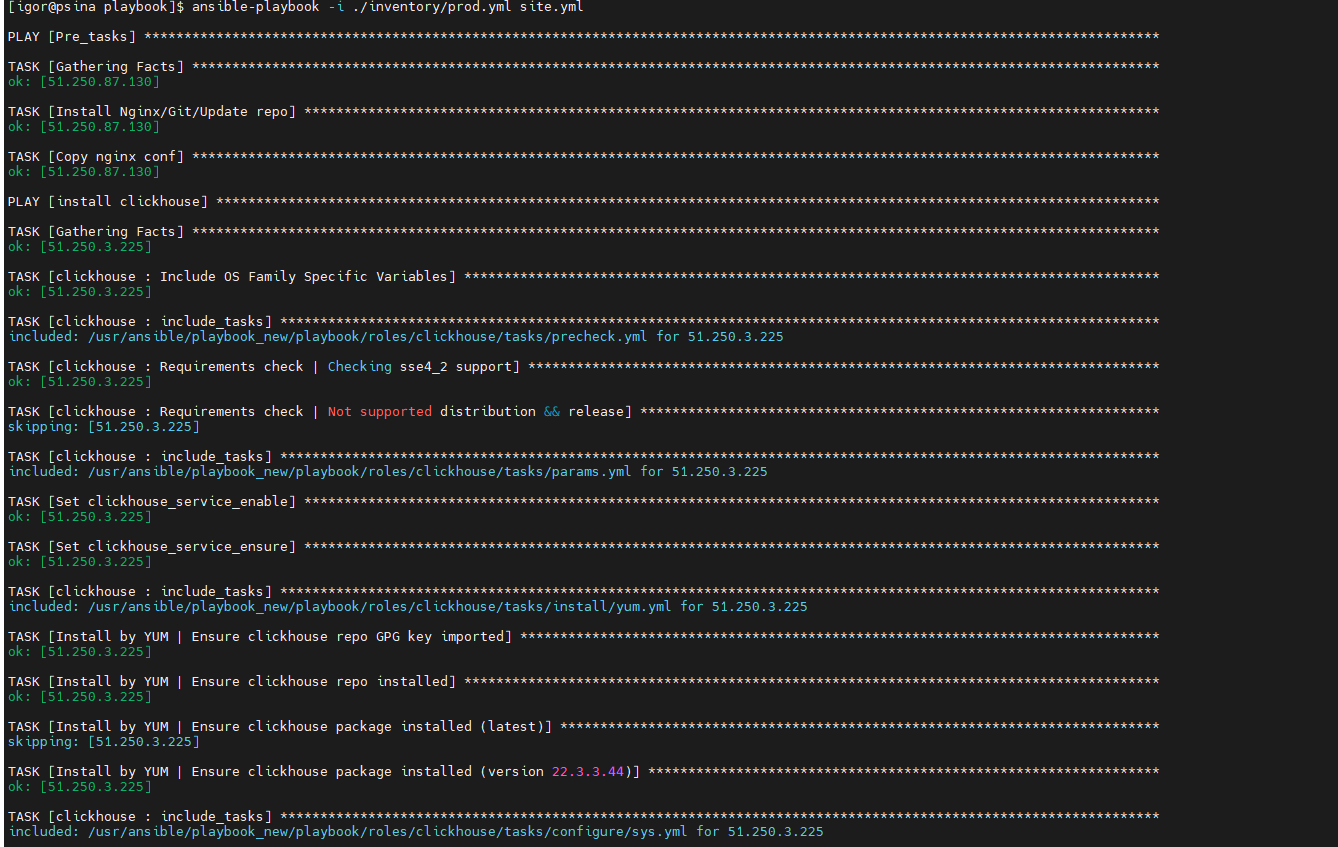 [igor@psina playbook]$ ansible-playbook -i ./inventory/prod.yml site.yml
PLAY [Pre_tasks] *******************************************************************************************************************************
TASK [Gathering Facts] *************************************************************************************************************************
ok: [51.250.87.130]
TASK [Install Nginx/Git/Update repo] ***********************************************************************************************************
ok: [51.250.87.130]
TASK [Copy nginx conf] *************************************************************************************************************************
ok: [51.250.87.130]
PLAY [install clickhouse] **********************************************************************************************************************
TASK [Gathering Facts] *************************************************************************************************************************
ok: [51.250.3.225]
TASK [clickhouse : Include OS Family Specific Variables] ***************************************************************************************
ok: [51.250.3.225]
TASK [clickhouse : include_tasks] **************************************************************************************************************
included: /usr/ansible/playbook_new/playbook/roles/clickhouse/tasks/precheck.yml for 51.250.3.225
TASK [clickhouse : Requirements check | Checking sse4_2 support] *******************************************************************************
ok: [51.250.3.225]
TASK [clickhouse : Requirements check | Not supported distribution && release] *****************************************************************
skipping: [51.250.3.225]
TASK [clickhouse : include_tasks] **************************************************************************************************************
included: /usr/ansible/playbook_new/playbook/roles/clickhouse/tasks/params.yml for 51.250.3.225
TASK [Set clickhouse_service_enable] ***********************************************************************************************************
ok: [51.250.3.225]
TASK [Set clickhouse_service_ensure] ***********************************************************************************************************
ok: [51.250.3.225]
TASK [clickhouse : include_tasks] **************************************************************************************************************
included: /usr/ansible/playbook_new/playbook/roles/clickhouse/tasks/install/yum.yml for 51.250.3.225
TASK [Install by YUM | Ensure clickhouse repo GPG key imported] ********************************************************************************
ok: [51.250.3.225]
TASK [Install by YUM | Ensure clickhouse repo installed] ***************************************************************************************
ok: [51.250.3.225]
TASK [Install by YUM | Ensure clickhouse package installed (latest)] ***************************************************************************
skipping: [51.250.3.225]
TASK [Install by YUM | Ensure clickhouse package installed (version 22.3.3.44)] ****************************************************************
ok: [51.250.3.225]
TASK [clickhouse : include_tasks] **************************************************************************************************************
included: /usr/ansible/playbook_new/playbook/roles/clickhouse/tasks/configure/sys.yml for 51.250.3.225